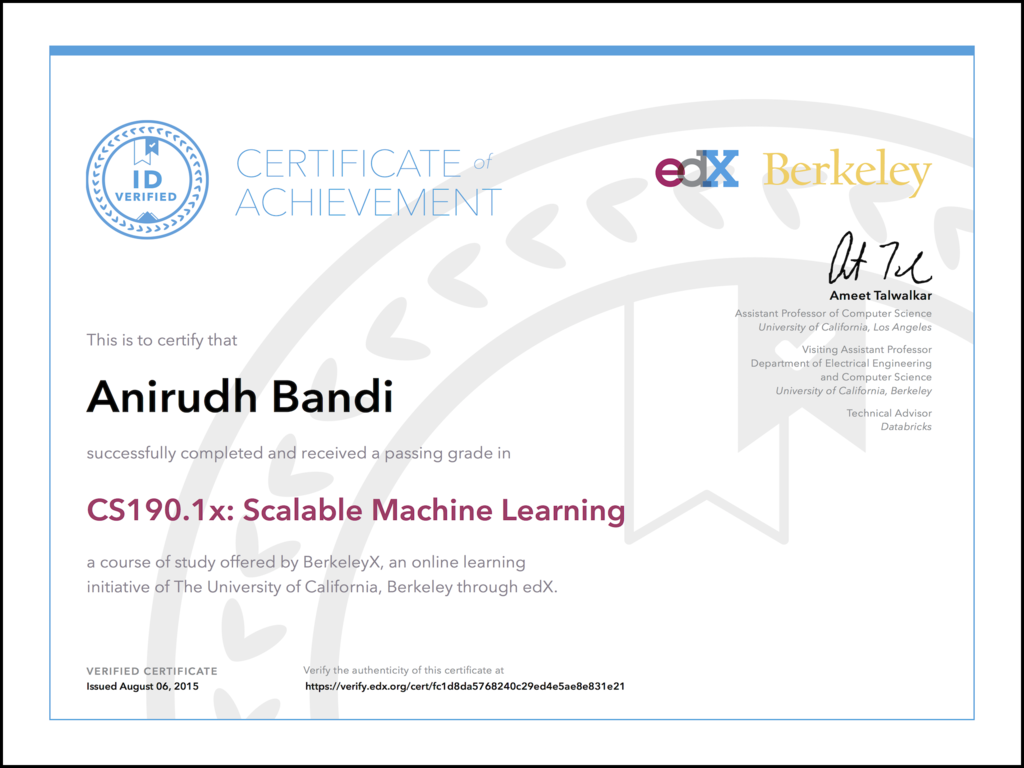 ID
VERIFIED
CERTIFICATE of
ACHIEVEMENT
edX Berkeley
Ameet Talwalkar
Assistant Professor of Computer Science
University of California, Los Angeles
Visiting Assistant Professor
Department of Electrical Engineering
and Computer Science
University of California, Berkeley
Technical Advisor
Databricks
This is to certify that
Anirudh Bandi
successfully completed and received a passing grade in
CS190.1x: Scalable Machine Learning
a course of study offered by BerkeleyX, an online learning
initiative of The University of California, Berkeley through edX.
VERIFIED CERTIFICATE
Issued August 06, 2015
Verify the authenticity of this certificate at
https://verify.edx.org/cert/fc1d8da5768240c29ed4e5ae8e831e21